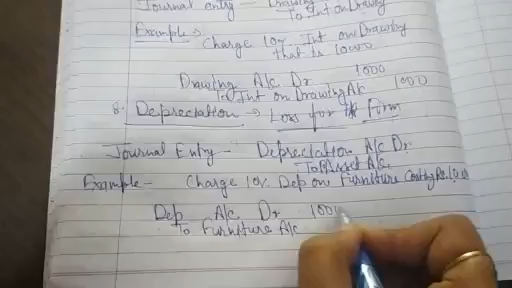 Journal entry - Drawing
To Int on Drawing
Example - Charge 10% Int on Drawing
that is 10000
Drawing A/c Dr 1000
To Int on Drawing A/c 1000
8. Depreciation → Loss for Firm
Journal Entry - Depreciation A/c Dr
To Asset A/c
Example - Charge 10% Dep on Furniture Costing Rs.
Dep A/c Dr 1000
To Furniture A/c